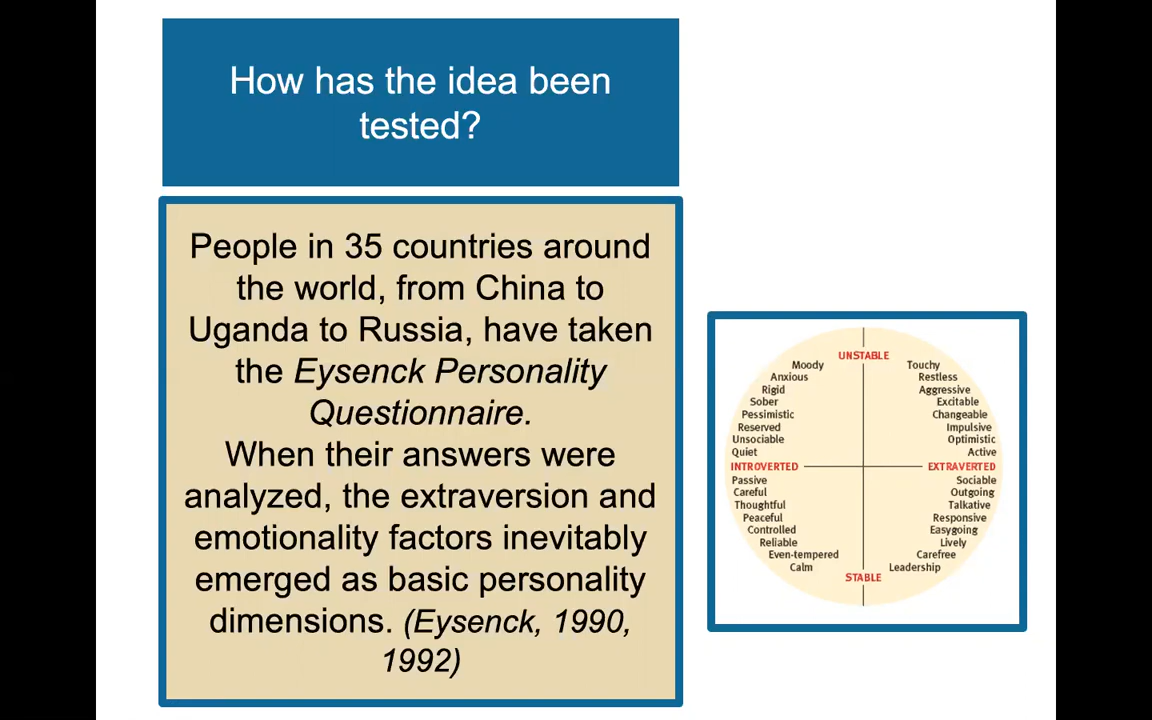 How has the idea been
tested?
People in 35 countries around
the world, from China to
Uganda to Russia, have taken
the Eysenck Personality
Questionnaire.
When their answers were
analyzed, the extraversion and
emotionality factors inevitably
emerged as basic personality
dimensions. (Eysenck, 1990,
1992)
UNSTABLE
Moody
Anxious
Rigid
Sober
Pessimistic
Reserved
Unsociable
Quiet
Touchy
Restless
Aggressive
Excitable
Changeable
Impulsive
Optimistic
Active
INTROVERTED
EXTRAVERTED
Passive
Careful
Thoughtful
Peaceful
Controlled
Reliable
Even-tempered
Calm
Sociable
Outgoing
Talkative
Responsive
Easygoing
Lively
Carefree
Leadership
STABLE